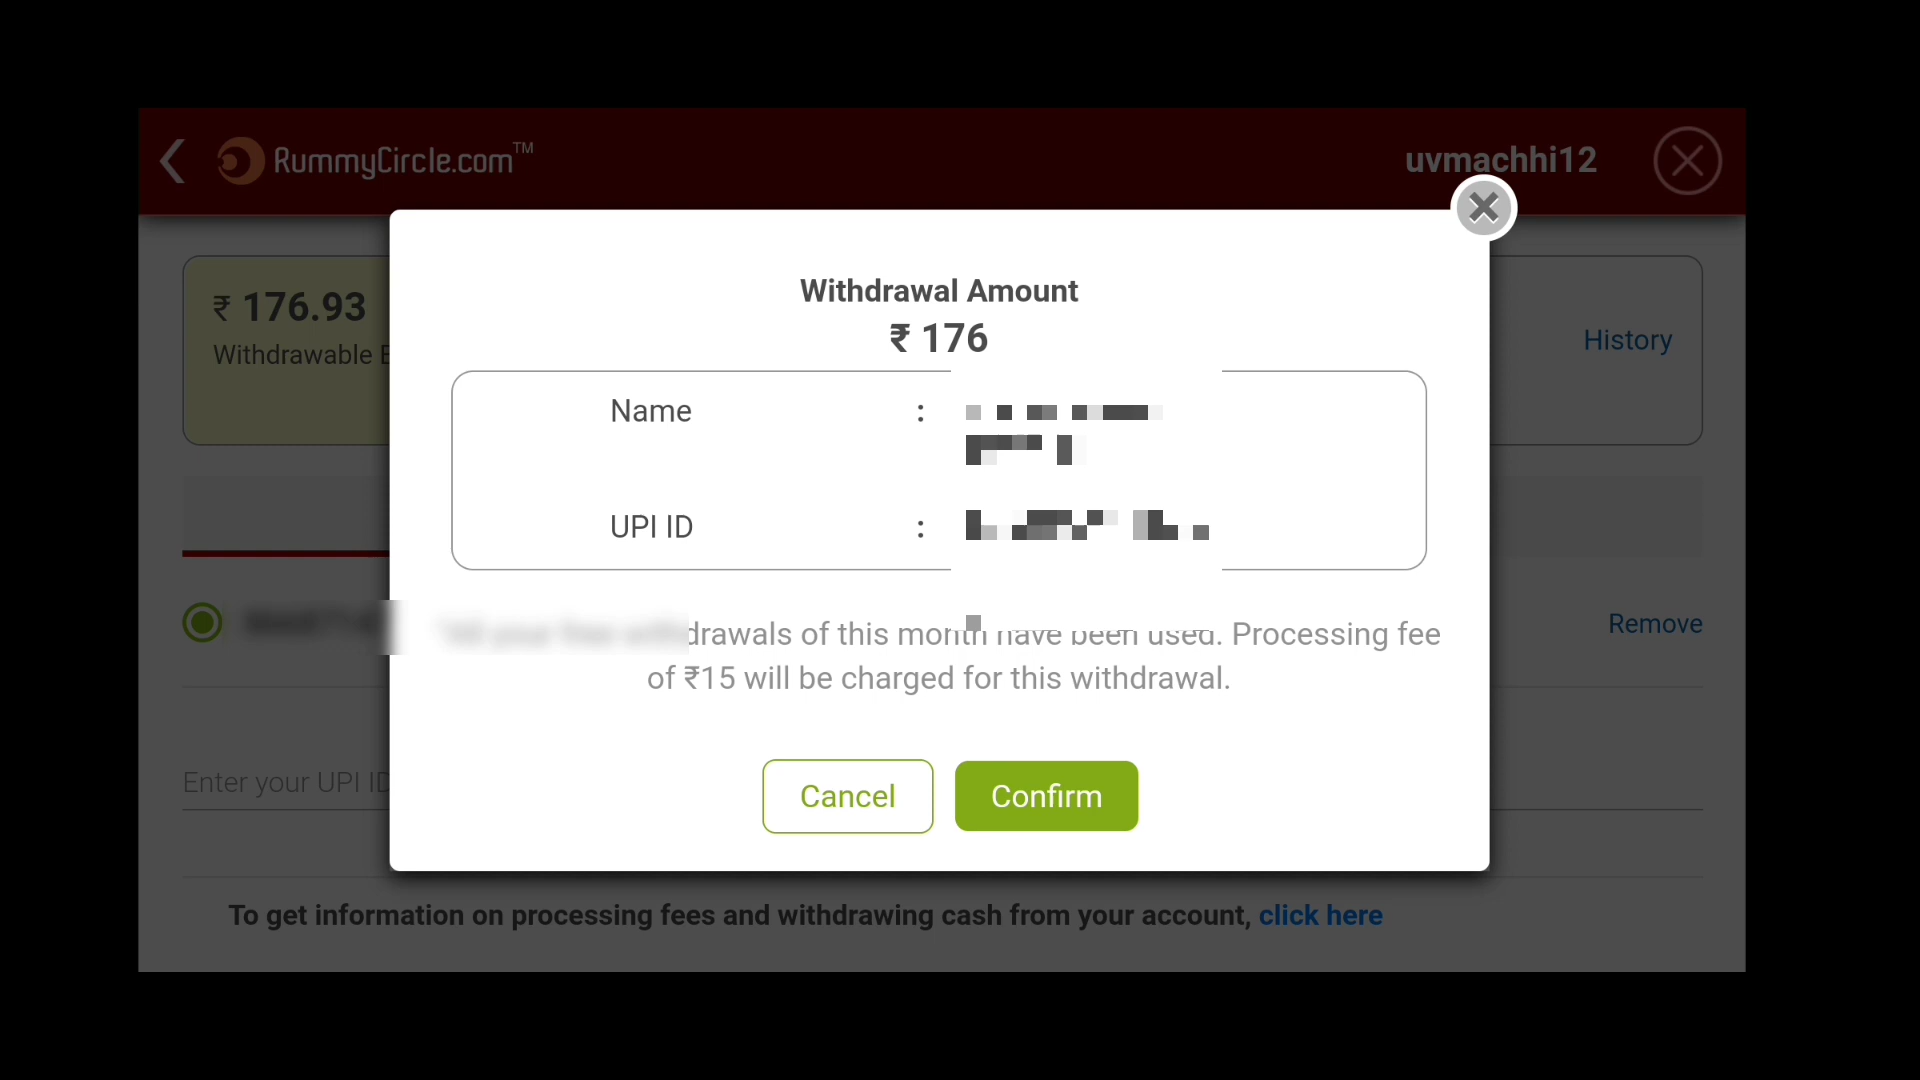 RummyCircle.com™
uvmachhi12
₹ 176.93
Withdrawable
History
Withdrawal Amount
₹ 176
Name :
UPI ID :
drawals of this month have been used. Processing fee
of ₹15 will be charged for this withdrawal.
Remove
Enter your UPI ID
Cancel
Confirm
To get information on processing fees and withdrawing cash from your account, click here